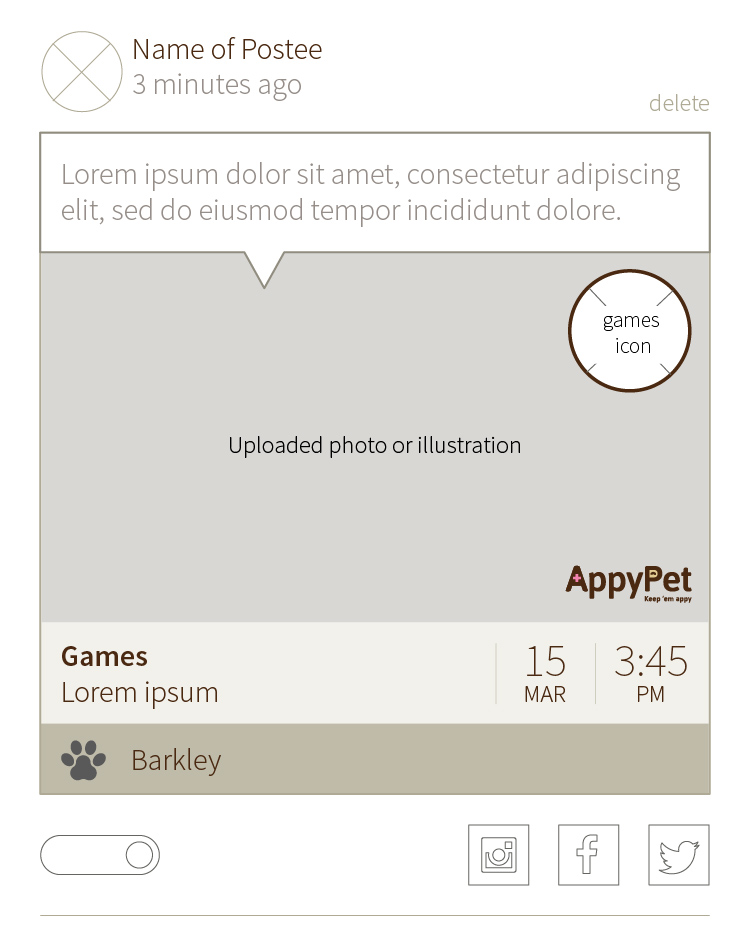 Name of Postee
3 minutes ago
delete
Lorem ipsum dolor sit amet, consectetur adipiscing
elit, sed do eiusmod tempor incididunt dolore.
games
icon
Uploaded photo or illustration
AppyPet
Keep 'em appy
Games
Lorem ipsum
15
MAR
3:45
PM
Barkley